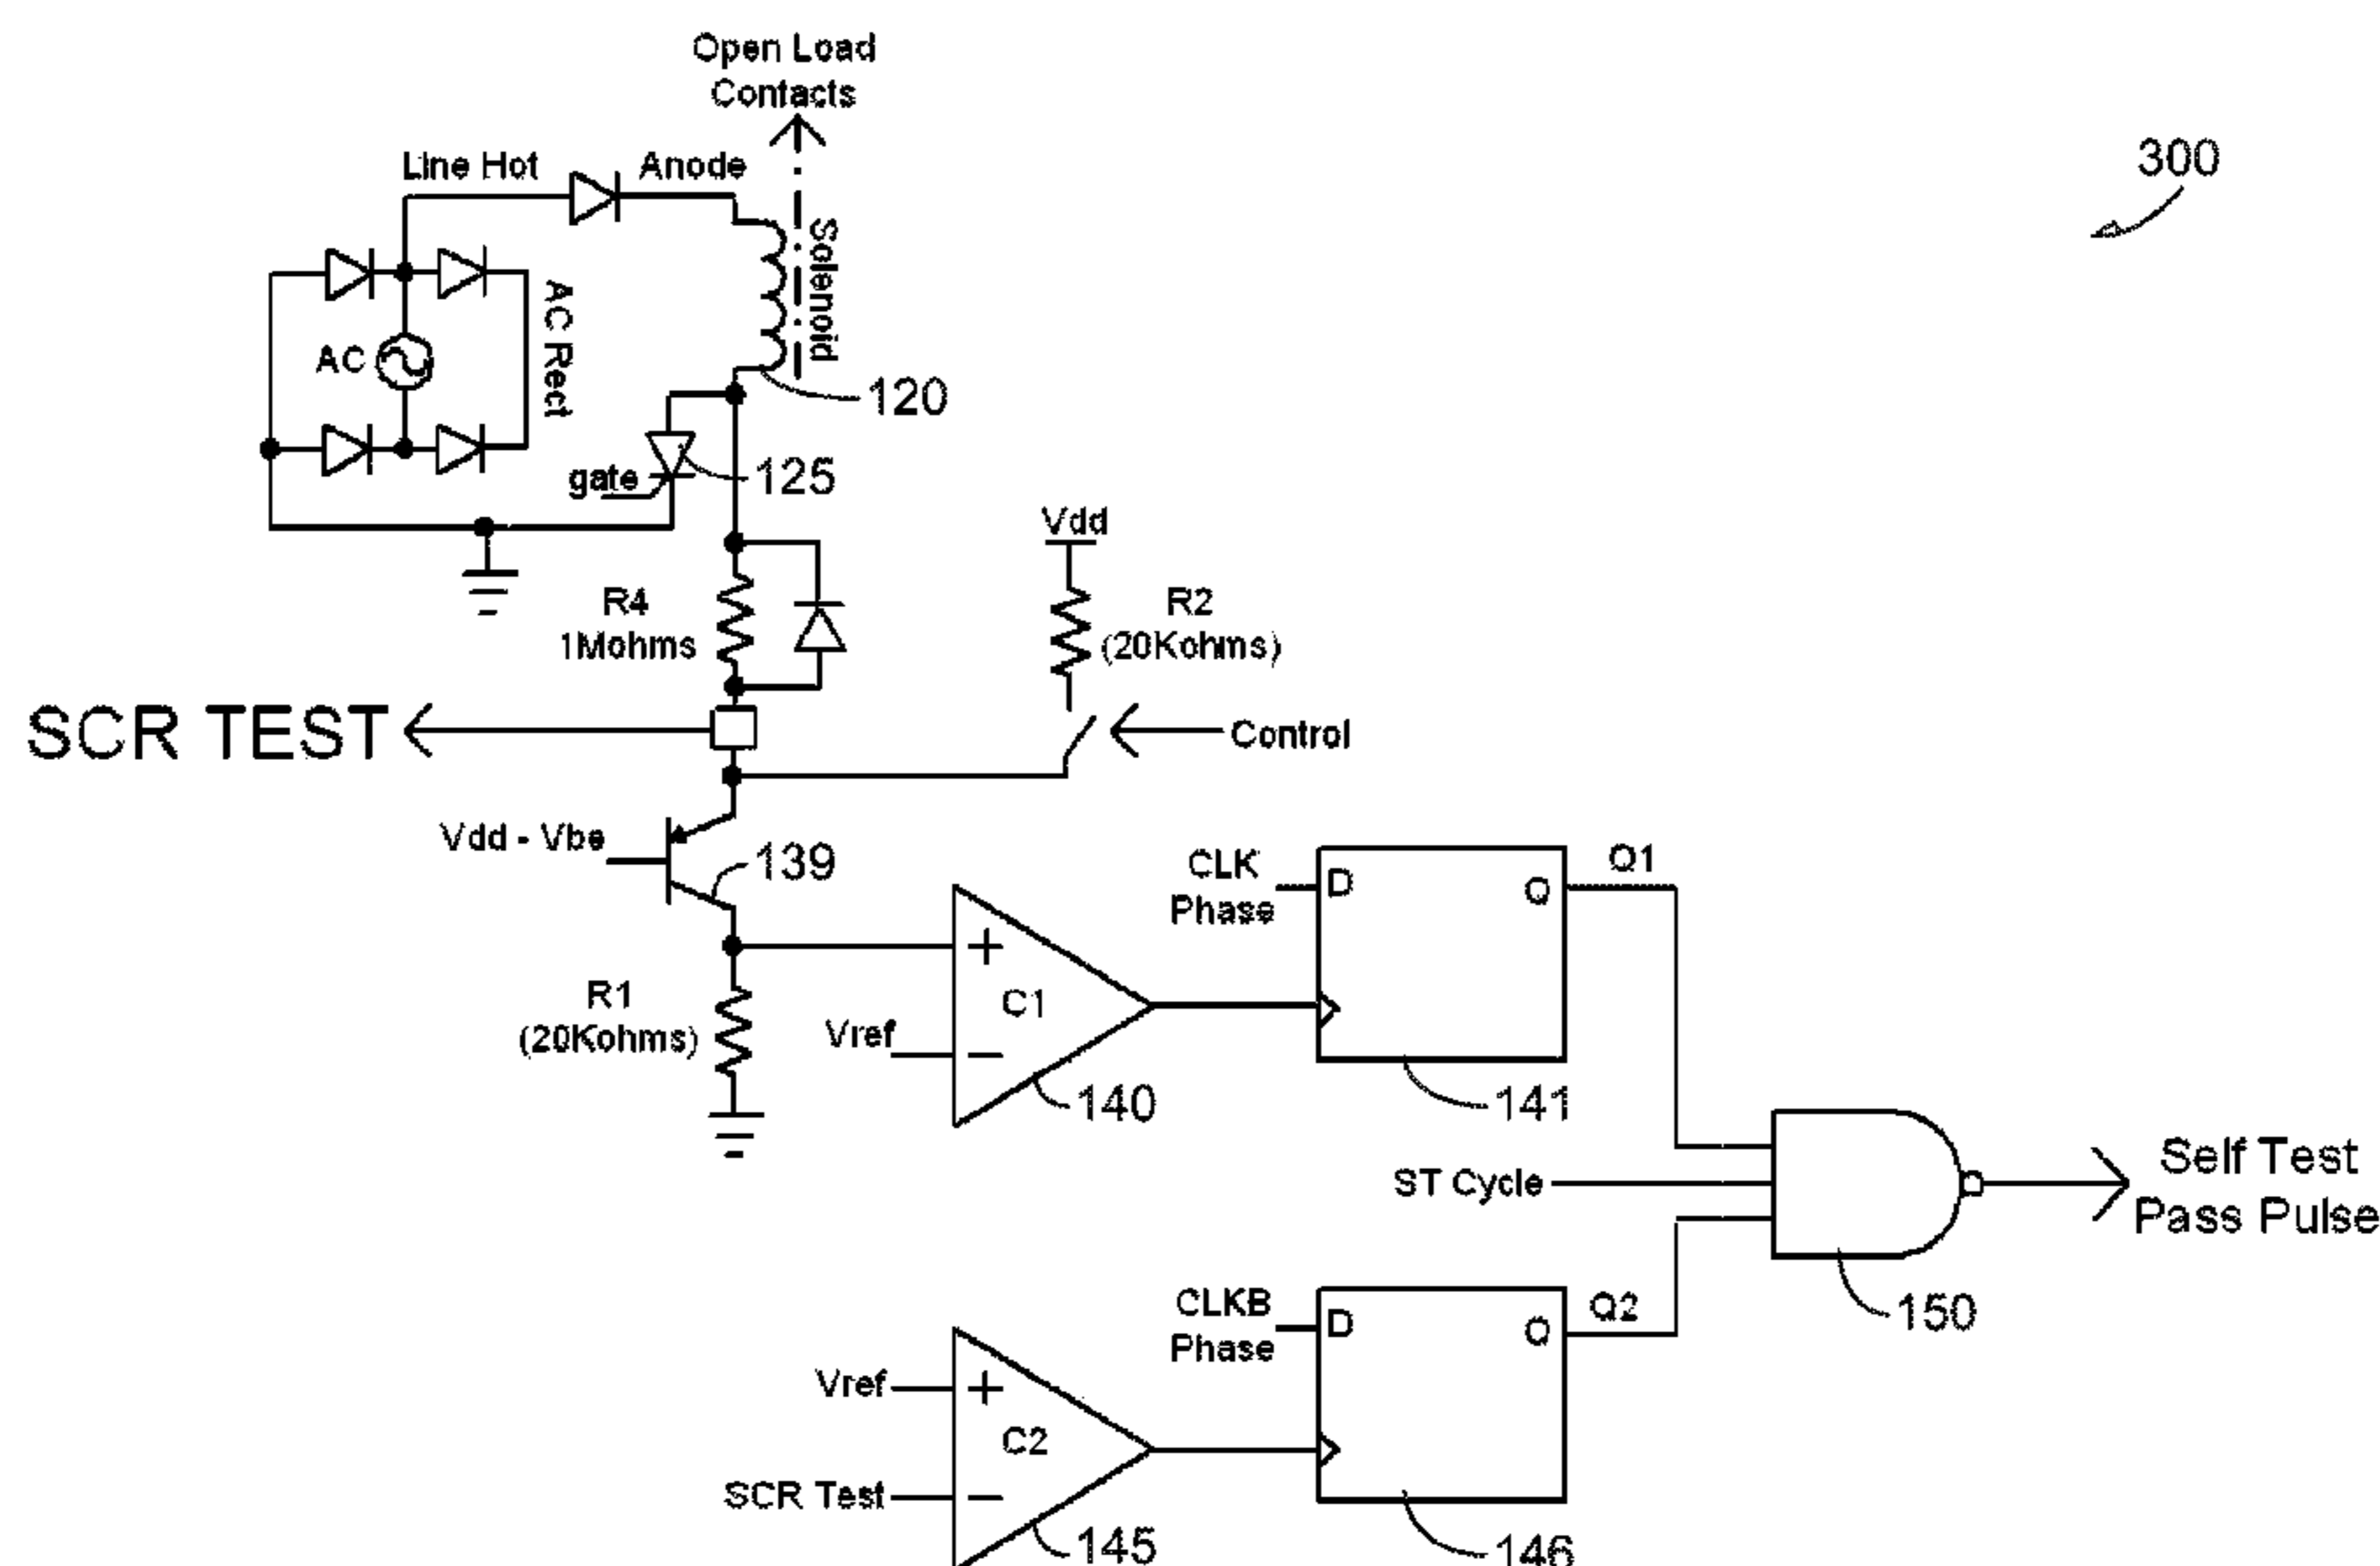 Open Load
Contacts
300
Line Hot
Anode
Solenoid
AC Rect
AC
120
gate
125
Vdd
R4
1Mohms
R2
(20Kohms)
SCR TEST
Control
Vdd - Vbe
139
CLK
Phase
D
Q
Q1
R1
(20Kohms)
+
C1
Vref
−
140
141
ST Cycle
Self Test
Pass Pulse
150
CLKB
Phase
D
Q
Q2
Vref
+
C2
SCR Test
−
145
146